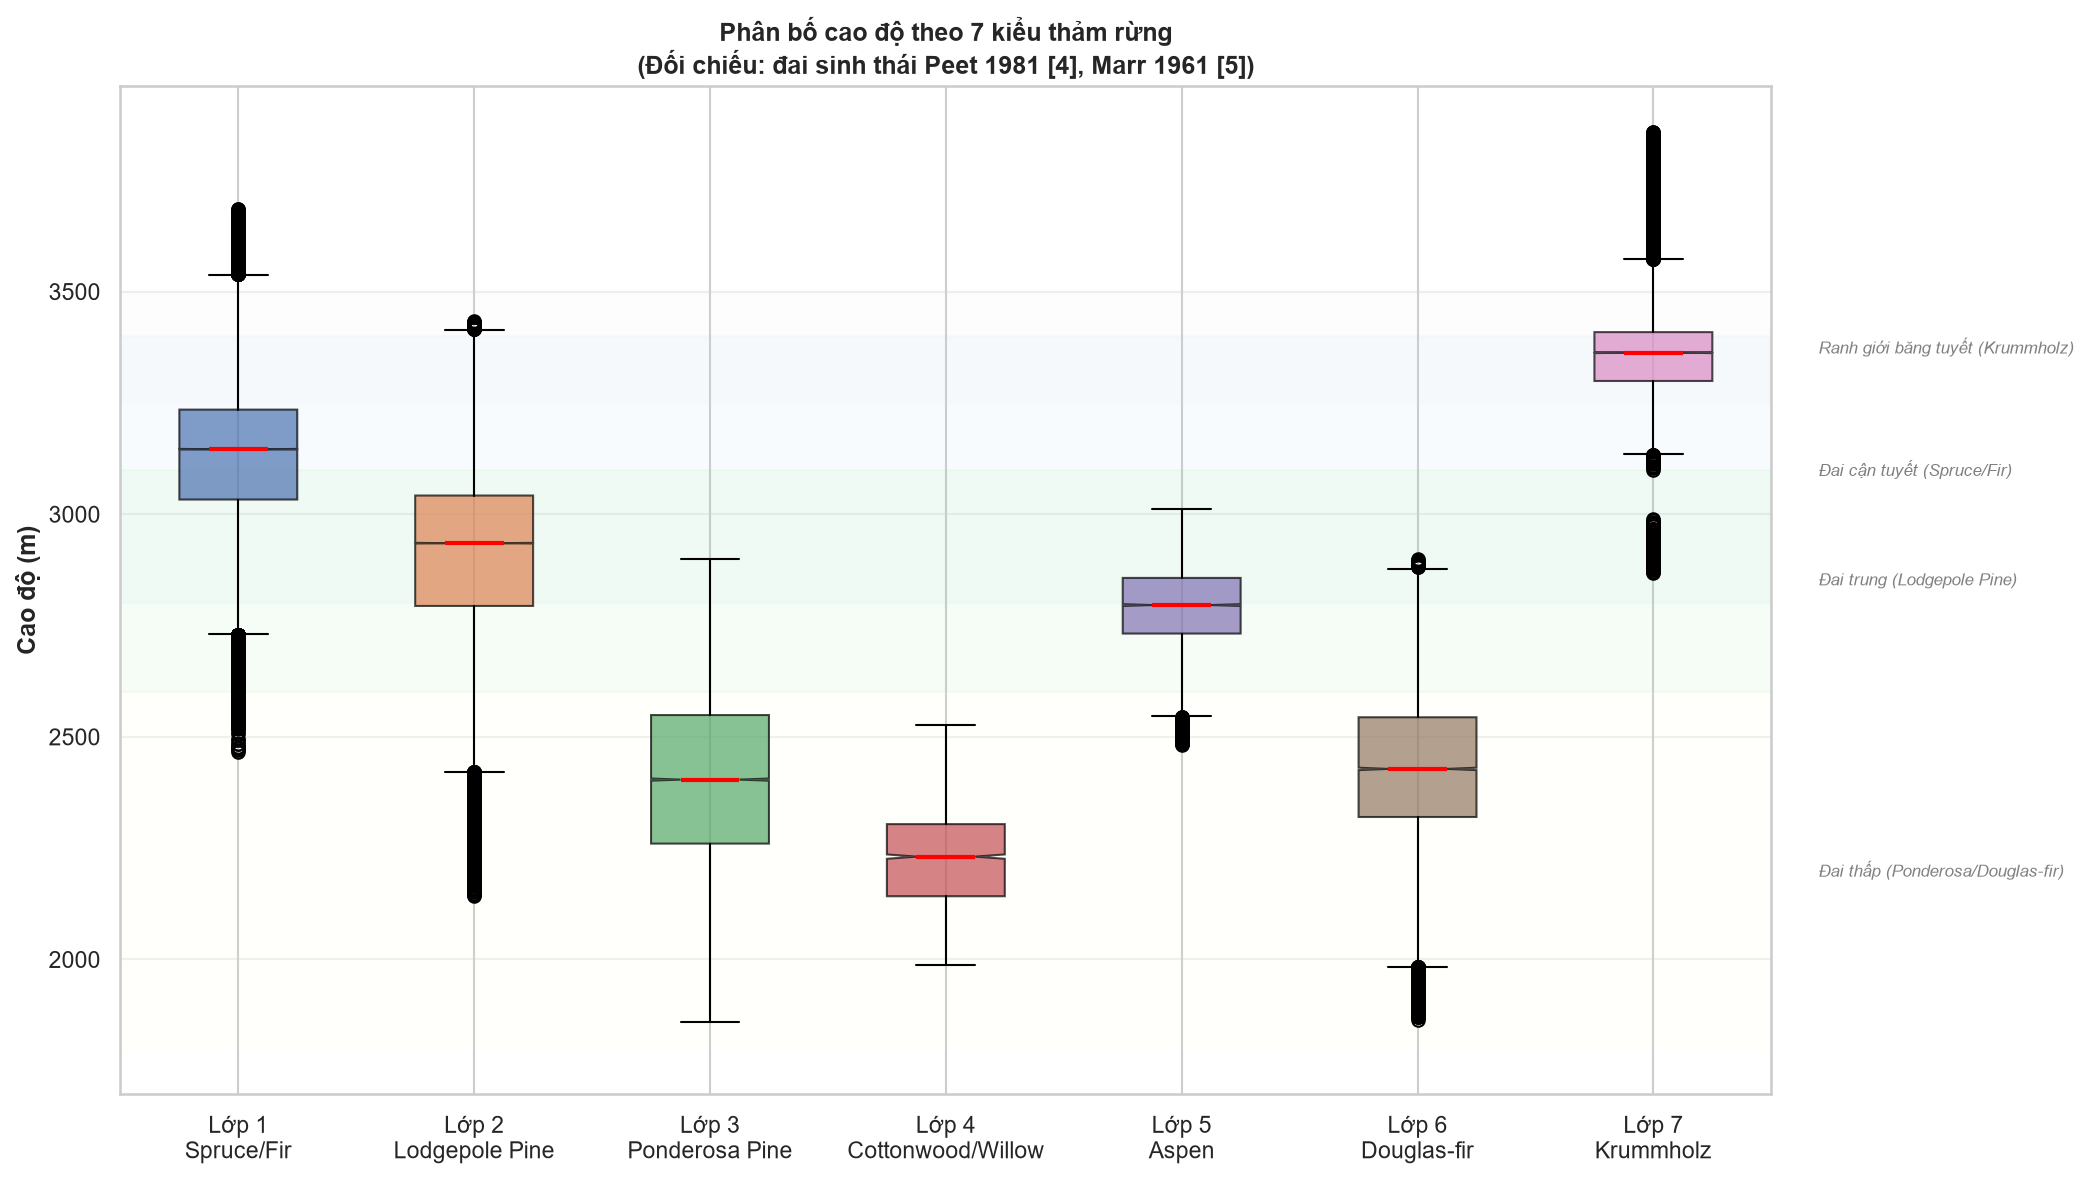 Phân bố cao độ theo 7 kiểu thảm rừng
(Đối chiếu: đai sinh thái Peet 1981 [4], Marr 1961 [5])
Cao độ (m)
3500
3000
2500
2000
Ranh giới băng tuyết (Krummholz)
Đai cận tuyết (Spruce/Fir)
Đai trung (Lodgepole Pine)
Đai thấp (Ponderosa/Douglas-fir)
Lớp 1
Spruce/Fir
Lớp 2
Lodgepole Pine
Lớp 3
Ponderosa Pine
Lớp 4
Cottonwood/Willow
Lớp 5
Aspen
Lớp 6
Douglas-fir
Lớp 7
Krummholz